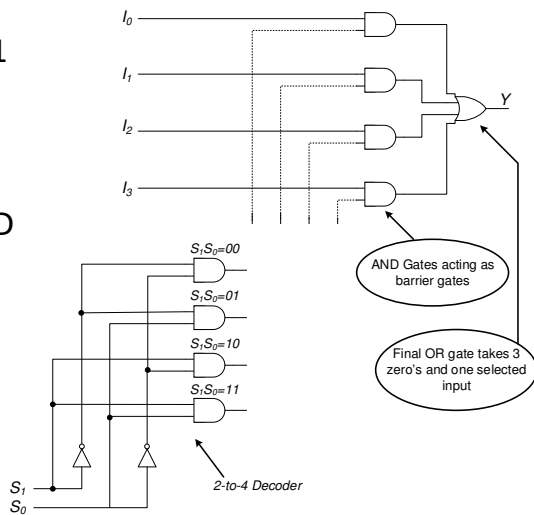 I0
1
I1
Y
I2
I3
D
S1S0=00
AND Gates acting as
barrier gates
S1S0=01
S1S0=10
Final OR gate takes 3
zero's and one selected
input
S1S0=11
2-to-4 Decoder
S1
S0